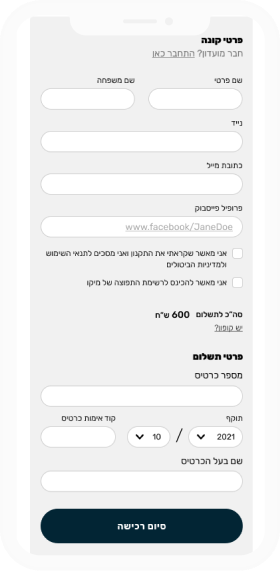 פרטי קונה
חבר מועדון? התחבר כאן
שם פרטי
שם משפחה
נייד
כתובת מייל
פרופיל פייסבוק
www.facebook/JaneDoe
אני מאשר שקראתי את התקנון ואני מסכים לתנאי השימוש
ולמדיניות הביטולים
אני מאשר להכניס לרשימת התפוצה של מיקו
סה"כ לתשלום 600 ש"ח
יש קופון?
פרטי תשלום
מספר כרטיס
תוקף
קוד אימות כרטיס
2021 / 10
שם בעל הכרטיס
סיום רכישה